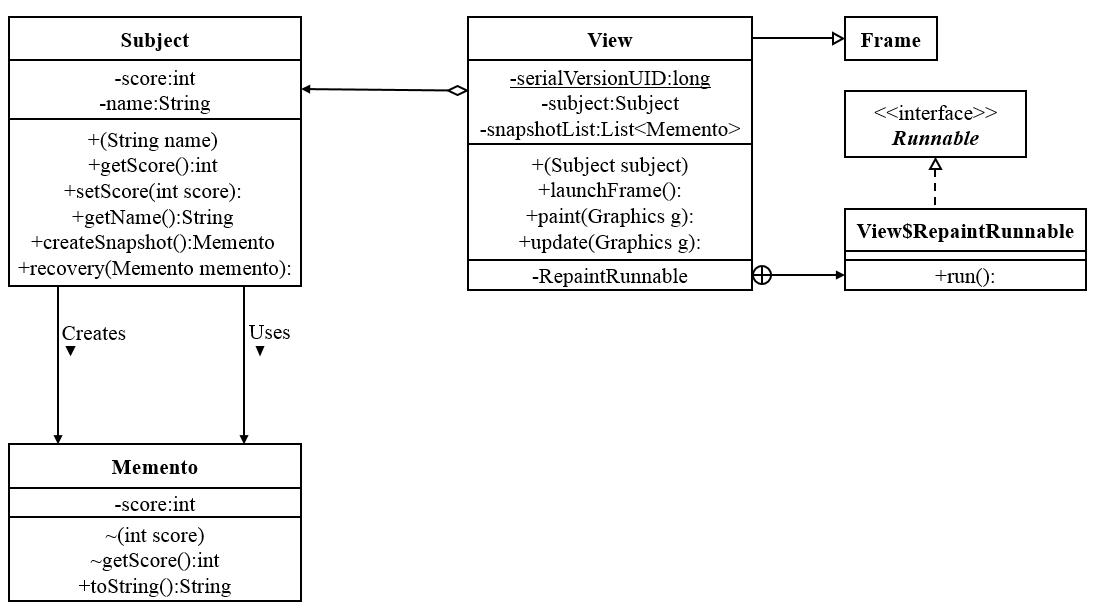 Subject
-score:int
-name:String
+(String name)
+getScore():int
+setScore(int score):
+getName():String
+createSnapshot():Memento
+recovery(Memento memento):
View
-serialVersionUID:long
-subject:Subject
-snapshotList:List<Memento>
+(Subject subject)
+launchFrame():
+paint(Graphics g):
+update(Graphics g):
-RepaintRunnable
Frame
<<interface>>
Runnable
View$RepaintRunnable
+run():
Creates
Uses
Memento
-score:int
~(int score)
~getScore():int
+toString():String